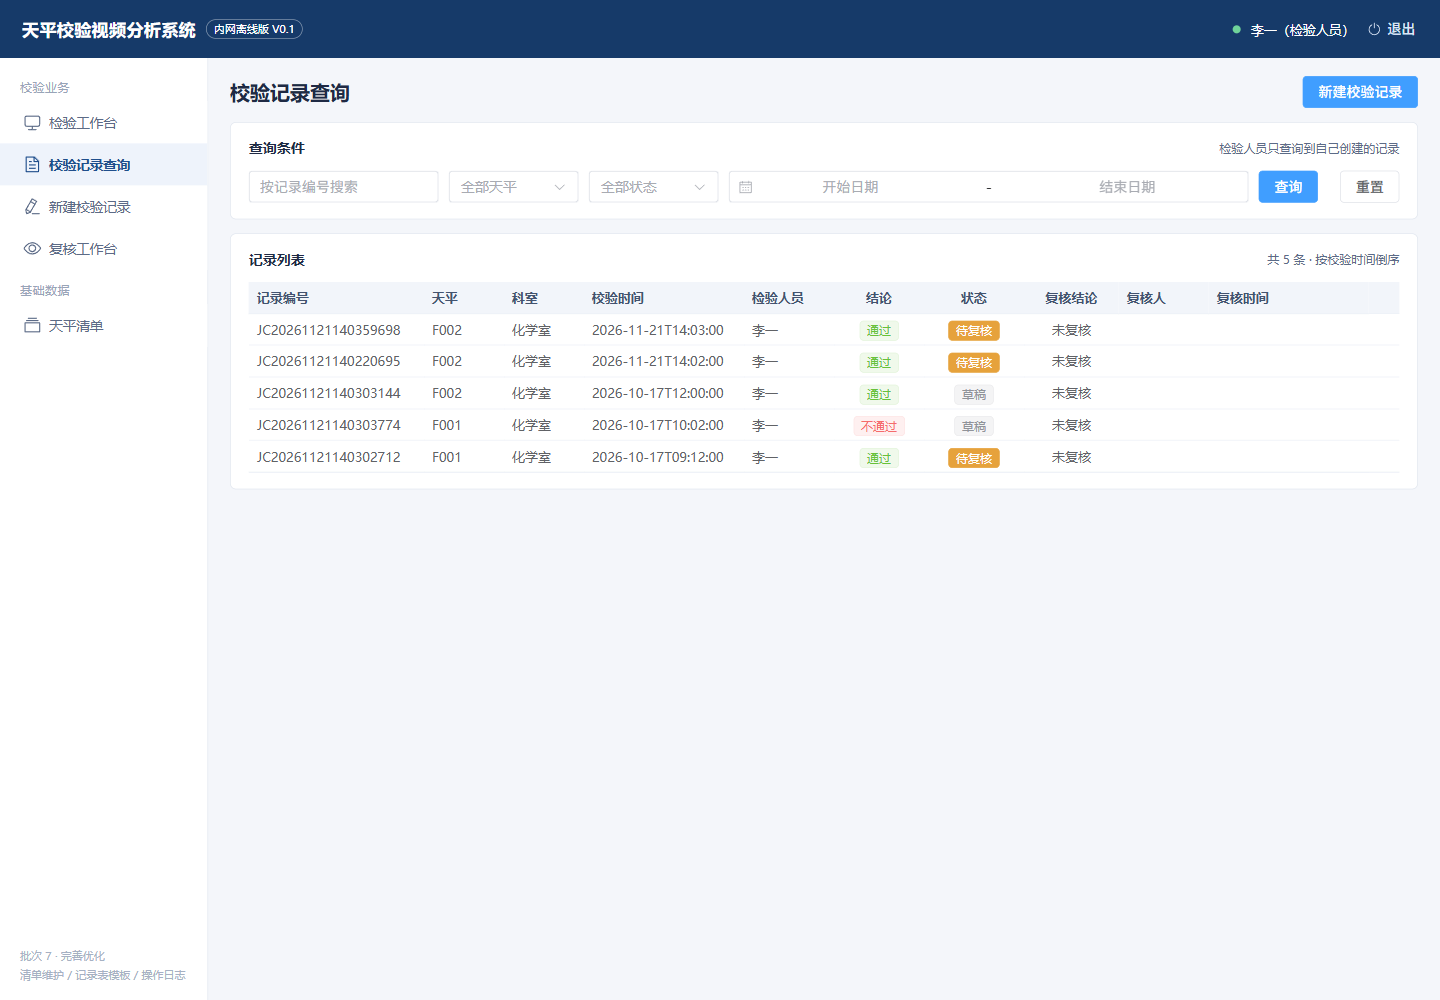 天平校验视频分析系统 内网离线版 V0.1 李一 (检验人员) 退出
校验业务
检验工作台
校验记录查询
新建校验记录
复核工作台
基础数据
天平清单
校验记录查询 新建校验记录
查询条件 检验人员只查询到自己创建的记录
按记录编号搜索 全部天平 全部状态 开始日期 - 结束日期 查询 重置
记录列表 共 5 条 · 按校验时间倒序
记录编号 天平 科室 校验时间 检验人员 结论 状态 复核结论 复核人 复核时间
JC20261121140359698 F002 化学室 2026-11-21T14:03:00 李一 通过 待复核 未复核
JC20261121140220695 F002 化学室 2026-11-21T14:02:00 李一 通过 待复核 未复核
JC20261121140303144 F002 化学室 2026-10-17T12:00:00 李一 通过 草稿 未复核
JC20261121140303774 F001 化学室 2026-10-17T10:02:00 李一 不通过 草稿 未复核
JC20261121140302712 F001 化学室 2026-10-17T09:12:00 李一 通过 待复核 未复核
批次 7 · 完善优化
清单维护 / 记录表模板 / 操作日志